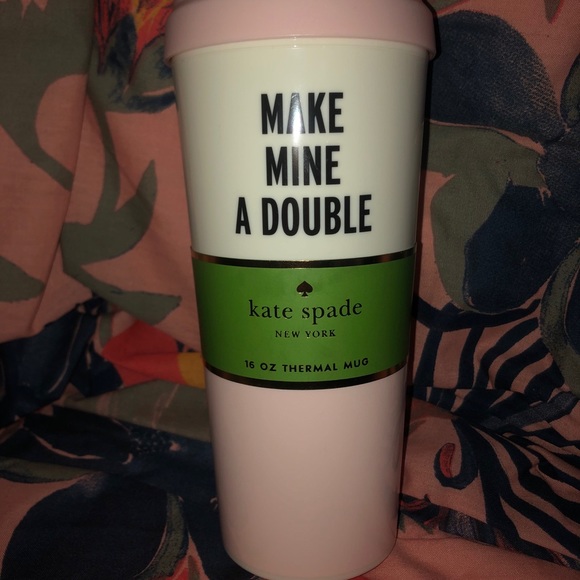 MAKE
MINE
A DOUBLE
kate spade
NEW YORK
16 OZ THERMAL MUG